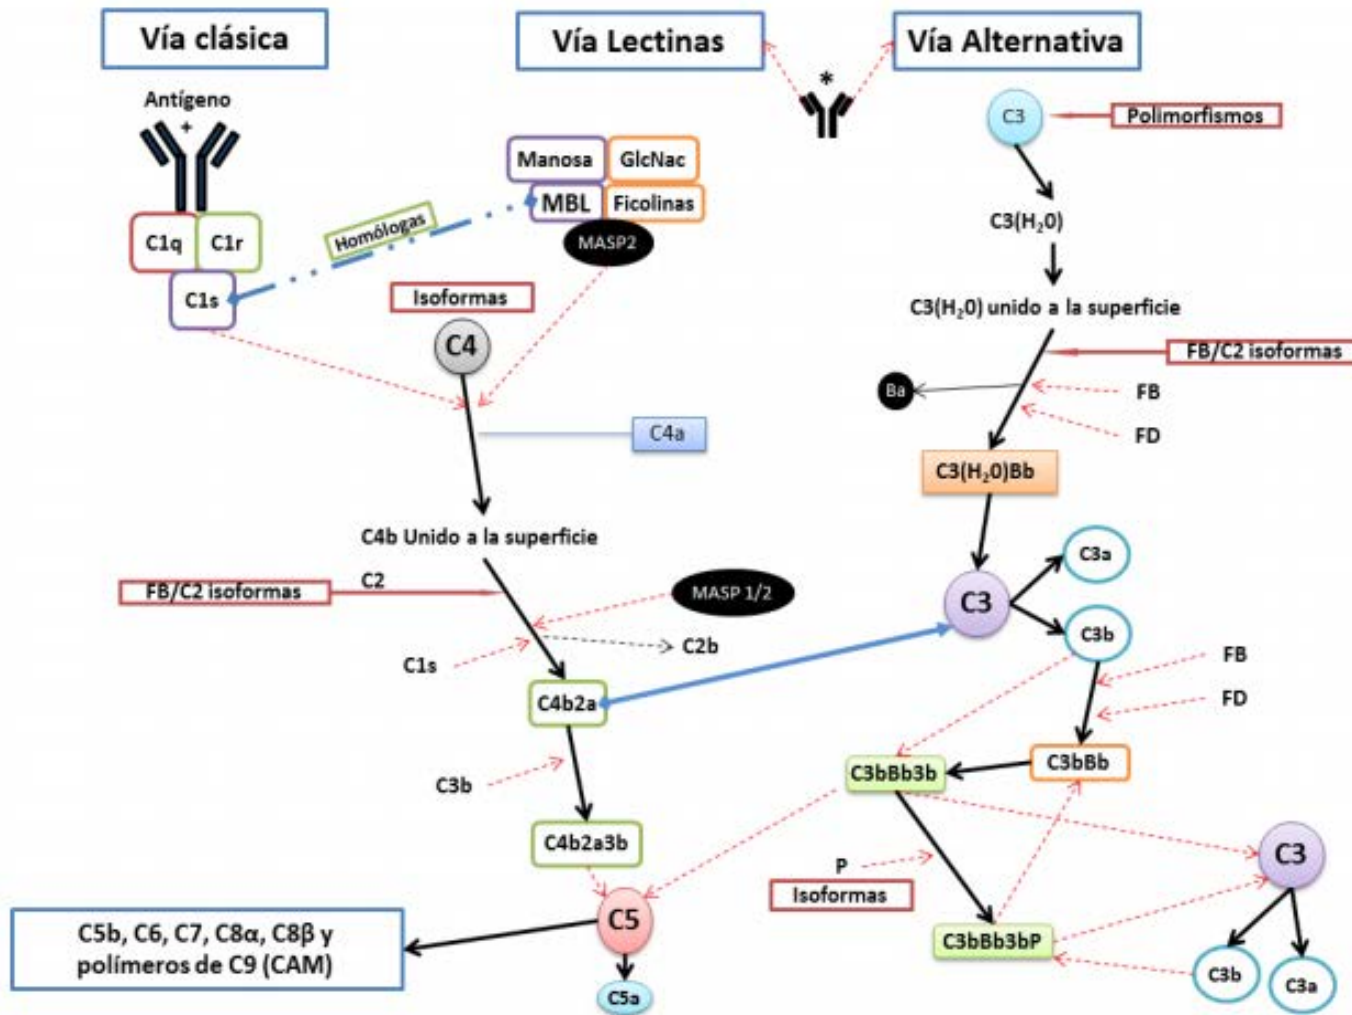 Vía clásica
Vía Lectinas
Vía Alternativa
*
Antígeno
+
C1q
C1r
C1s
Homólogas
Manosa
GlcNac
MBL
Ficolinas
MASP2
Isoformas
C4
C4a
C4b Unido a la superficie
FB/C2 isoformas
C2
MASP 1/2
C1s
C2b
C4b2a
C3b
C4b2a3b
C5
C5a
C5b, C6, C7, C8α, C8β y
polímeros de C9 (CAM)
C3
Polimorfismos
C3(H₂0)
C3(H₂0) unido a la superficie
FB/C2 isoformas
Ba
FB
FD
C3(H₂0)Bb
C3
C3a
C3b
FB
FD
C3bBb
C3bBb3b
P
Isoformas
C3bBb3bP
C3
C3b
C3a